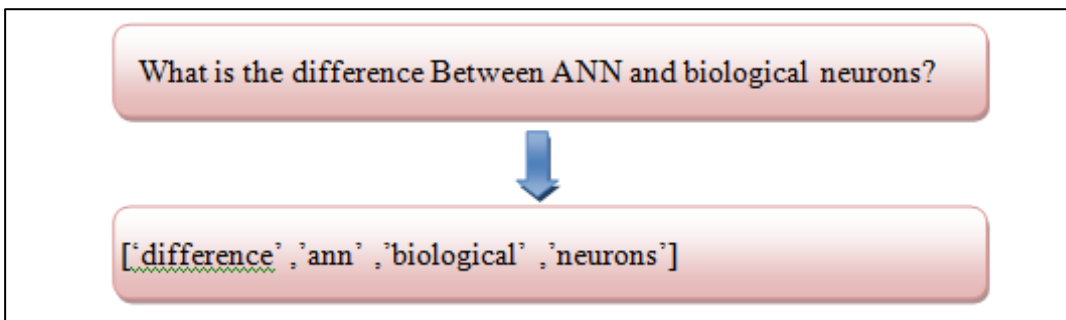 What is the difference Between ANN and biological neurons?
[‘difference’ ,’ann’ ,’biological’ ,’neurons’]